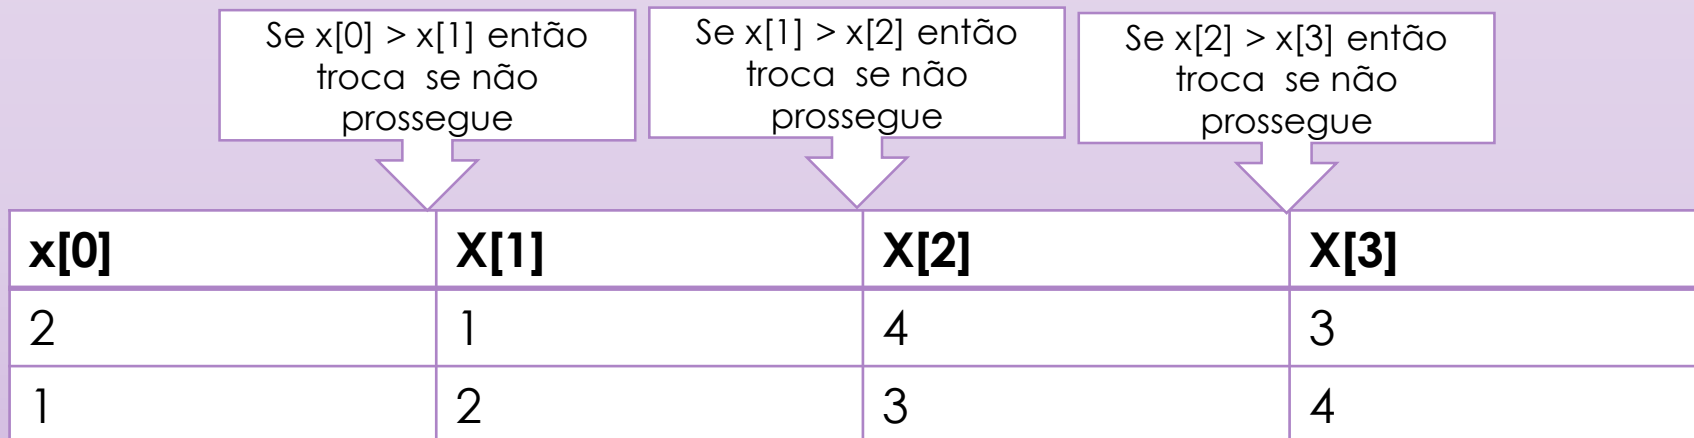 Se x[0] > x[1] então
troca se não
prossegue
Se x[1] > x[2] então
troca se não
prossegue
Se x[2] > x[3] então
troca se não
prossegue
x[0] X[1] X[2] X[3]
2 1 4 3
1 2 3 4